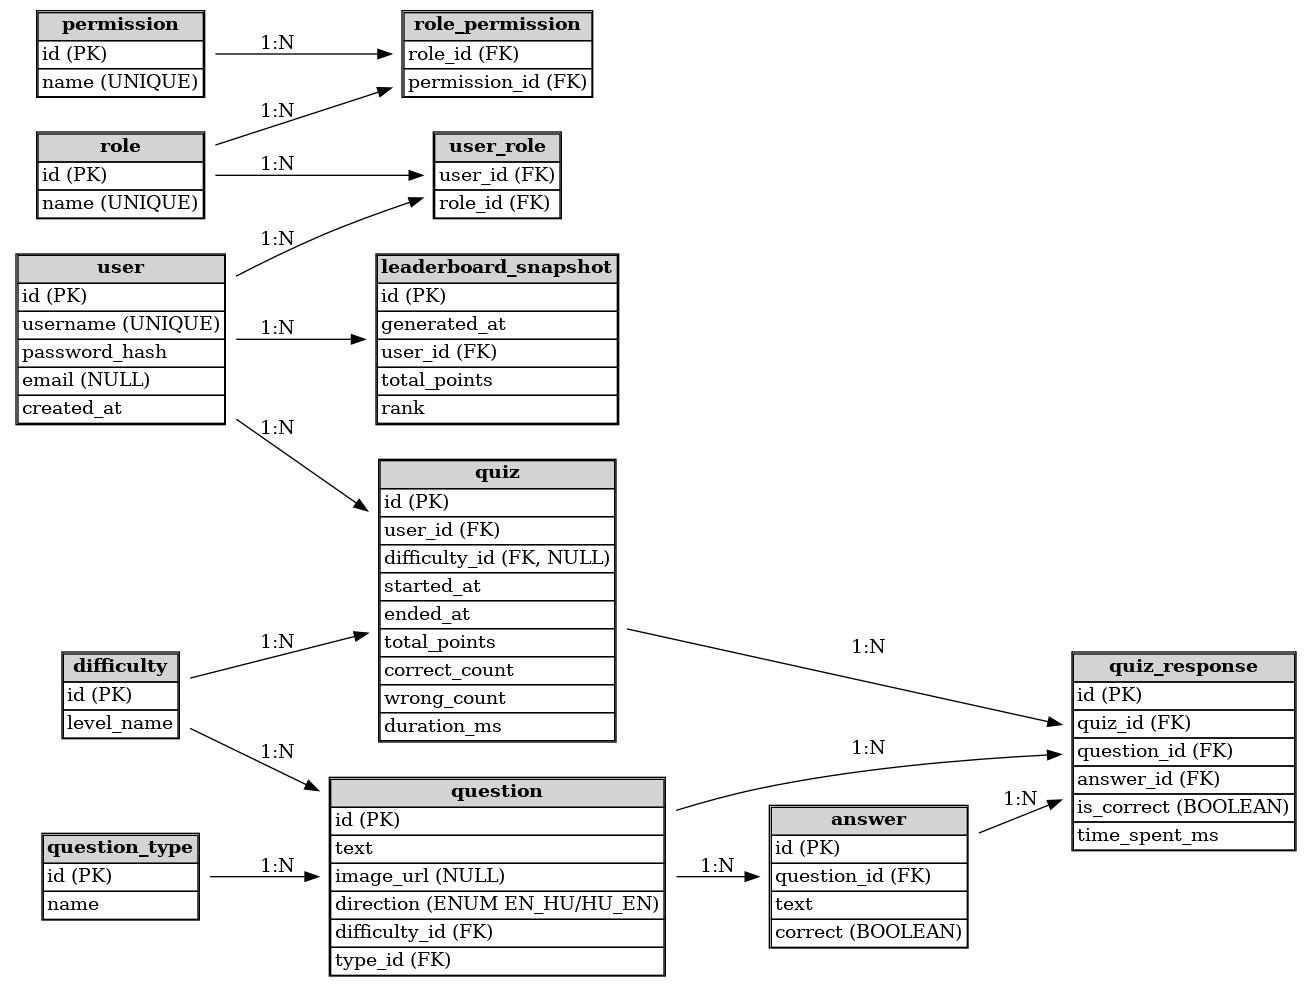 permission
id (PK)
name (UNIQUE)
1:N
role_permission
role_id (FK)
permission_id (FK)
1:N
role
id (PK)
name (UNIQUE)
1:N
user_role
user_id (FK)
role_id (FK)
1:N
user
id (PK)
username (UNIQUE)
password_hash
email (NULL)
created_at
1:N
leaderboard_snapshot
id (PK)
generated_at
user_id (FK)
total_points
rank
1:N
quiz
id (PK)
user_id (FK)
difficulty_id (FK, NULL)
started_at
ended_at
total_points
correct_count
wrong_count
duration_ms
1:N
difficulty
id (PK)
level_name
1:N
1:N
quiz_response
id (PK)
quiz_id (FK)
question_id (FK)
answer_id (FK)
is_correct (BOOLEAN)
time_spent_ms
1:N
question
id (PK)
text
image_url (NULL)
direction (ENUM EN_HU/HU_EN)
difficulty_id (FK)
type_id (FK)
question_type
id (PK)
name
1:N
1:N
answer
id (PK)
question_id (FK)
text
correct (BOOLEAN)
1:N